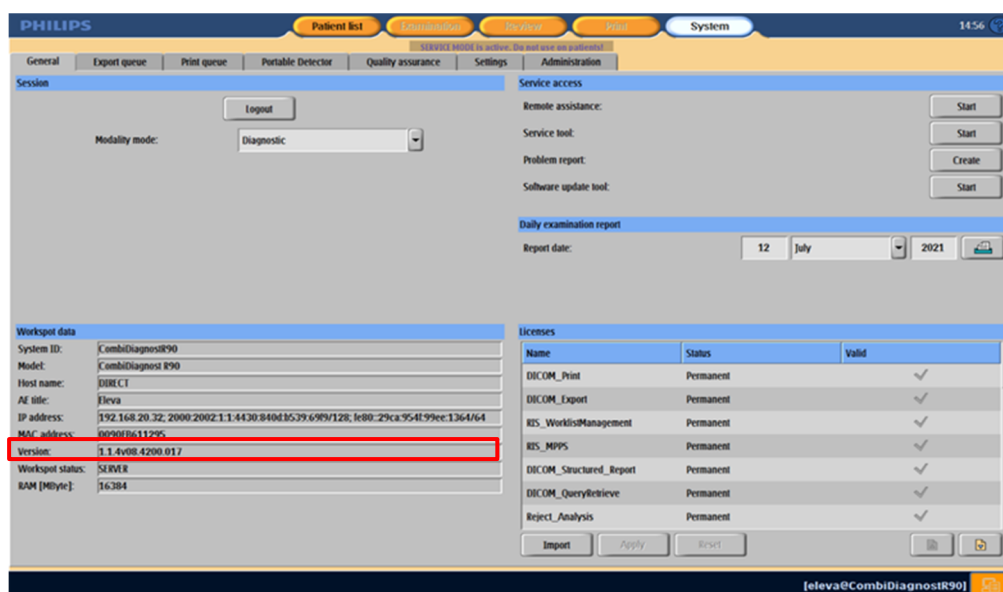 PHILIPS
Patient list
Examination
Review
Print
System
14:56
SERVICE MODE is active. Do not use on patients!
General
Export queue
Print queue
Portable Detector
Quality assurance
Settings
Administration
Session
Logout
Modality mode:
Diagnostic
Service access
Remote assistance:
Start
Service tool:
Start
Problem report:
Create
Software update tool:
Start
Daily examination report
Report date:
12
July
2021
Workspot data
System ID:
CombiDiagnostR90
Model:
CombiDiagnost R90
Host name:
DIRECT
AE title:
Eleva
IP address:
192.168.20.32; 2000:2002:1:1:4430:840d:b539:69f9/128; fe80::29ca:954f:99ee:1364/64
MAC address:
0090FB611295
Version:
1.1.4v08.4200.017
Workspot status:
SERVER
RAM [MByte]:
16384
Licenses
Name
Status
Valid
DICOM_Print
Permanent
DICOM_Export
Permanent
RIS_WorklistManagement
Permanent
RIS_MPPS
Permanent
DICOM_Structured_Report
Permanent
DICOM_QueryRetrieve
Permanent
Reject_Analysis
Permanent
Import
Apply
Reset
[eleva@CombiDiagnostR90]